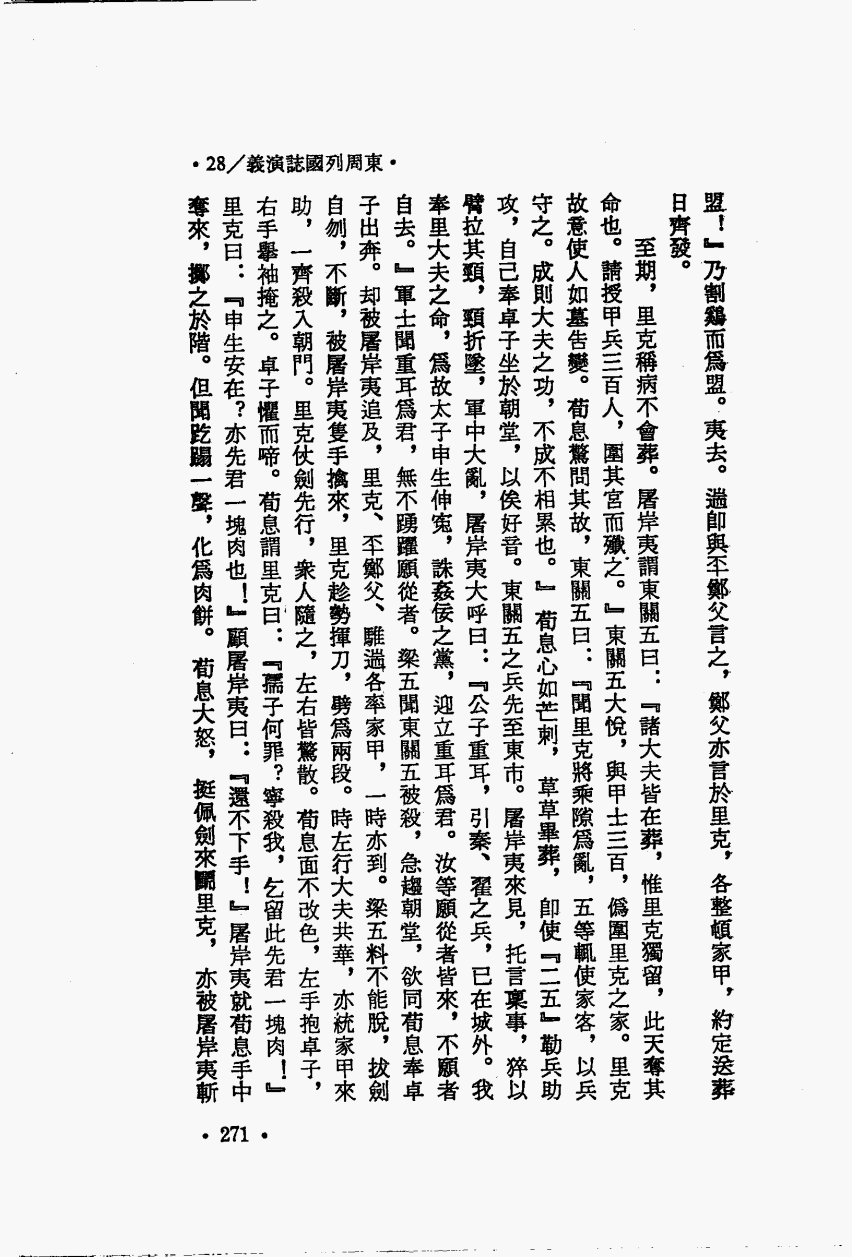 ·28／義演誌國列周東·
盟！』乃割鷄而爲盟。夷去。遄卽與丕鄭父言之，鄭父亦言於里克，各整頓家甲，約定送葬
日齊發。
至期，里克稱病不會葬。屠岸夷謂東關五曰：『諸大夫皆在葬，惟里克獨留，此天奪其
命也。請授甲兵三百人，圍其宮而殲之。』東關五大悅，與甲士三百，僞圍里克之家。里克
故意使人如墓告變。荀息驚問其故，東關五曰：『聞里克將乘隙爲亂，五等輒使家客，以兵
守之。成則大夫之功，不成不相累也。』荀息心如芒刺，草草畢葬，卽使『二五』勒兵助
攻，自己奉卓子坐於朝堂，以俟好音。東關五之兵先至東市。屠岸夷來見，托言稟事，猝以
臂拉其頸，頸折墜，軍中大亂，屠岸夷大呼曰：『公子重耳，引秦、翟之兵，已在城外。我
奉里大夫之命，爲故太子申生伸寃，誅姦佞之黨，迎立重耳爲君。汝等願從者皆來，不願者
自去。』軍士聞重耳爲君，無不踴躍願從者。梁五聞東關五被殺，急趨朝堂，欲同荀息奉卓
子出奔。却被屠岸夷追及，里克、丕鄭父、騅遄各率家甲，一時亦到。梁五料不能脫，拔劍
自刎，不斷，被屠岸夷隻手擒來，里克趁勢揮刀，劈爲兩段。時左行大夫共華，亦統家甲來
助，一齊殺入朝門。里克仗劍先行，衆人隨之，左右皆驚散。荀息面不改色，左手抱卓子，
右手擧袖掩之。卓子懼而啼。荀息謂里克曰：『孺子何罪？寧殺我，乞留此先君一塊肉！』
里克曰：『申生安在？亦先君一塊肉也！』顧屠岸夷曰：『還不下手！』屠岸夷就荀息手中
奪來，擲之於階。但聞趷蹋一聲，化爲肉餅。荀息大怒，挺佩劍來鬭里克，亦被屠岸夷斬
·271·